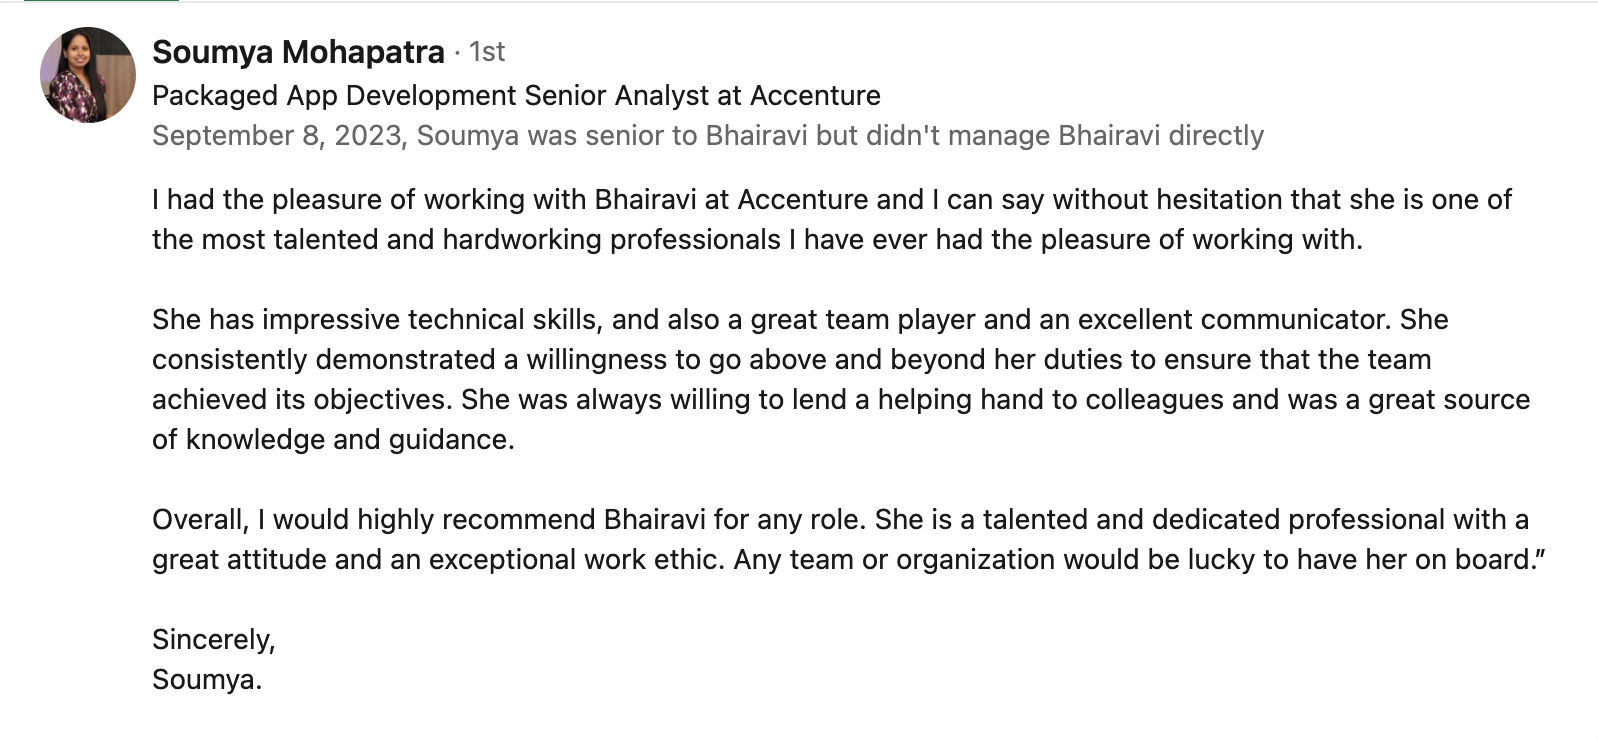 Soumya Mohapatra · 1st
Packaged App Development Senior Analyst at Accenture
September 8, 2023, Soumya was senior to Bhairavi but didn't manage Bhairavi directly
I had the pleasure of working with Bhairavi at Accenture and I can say without hesitation that she is one of
the most talented and hardworking professionals I have ever had the pleasure of working with.
She has impressive technical skills, and also a great team player and an excellent communicator. She
consistently demonstrated a willingness to go above and beyond her duties to ensure that the team
achieved its objectives. She was always willing to lend a helping hand to colleagues and was a great source
of knowledge and guidance.
Overall, I would highly recommend Bhairavi for any role. She is a talented and dedicated professional with a
great attitude and an exceptional work ethic. Any team or organization would be lucky to have her on board.”
Sincerely,
Soumya.